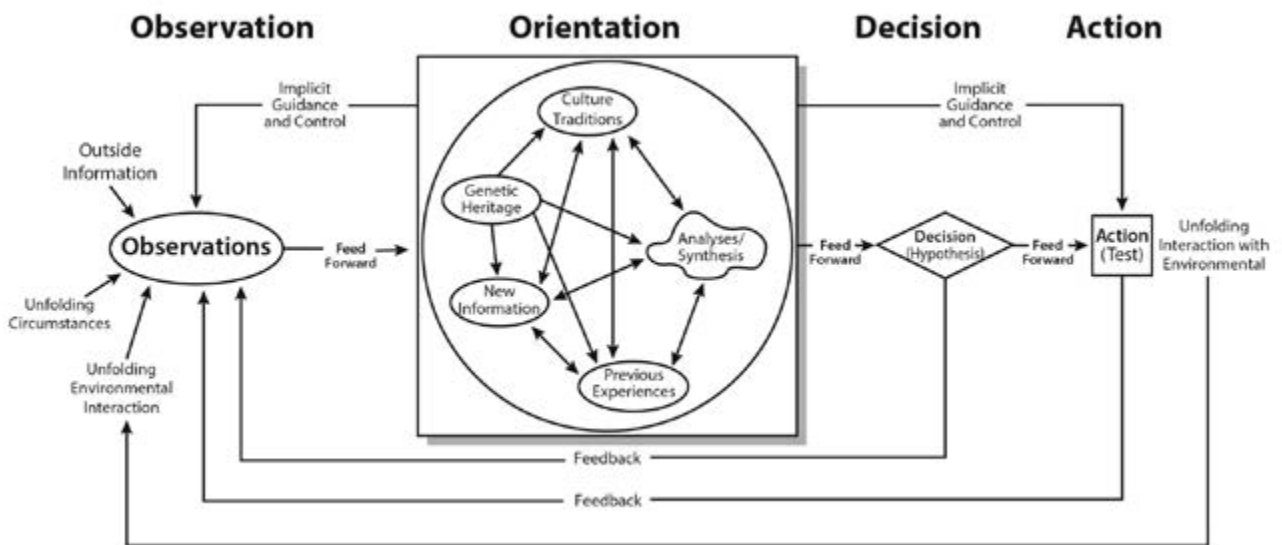 Observation
Orientation
Decision
Action
Implicit
Guidance
and Control
Implicit
Guidance
and Control
Culture
Traditions
Outside
Information
Genetic
Heritage
Observations
Feed
Forward
Analyses/
Synthesis
Feed
Forward
Decision
(Hypothesis)
Feed
Forward
Action
(Test)
Unfolding
Interaction with
Environmental
New
Information
Unfolding
Circumstances
Unfolding
Environmental
Interaction
Previous
Experiences
Feedback
Feedback